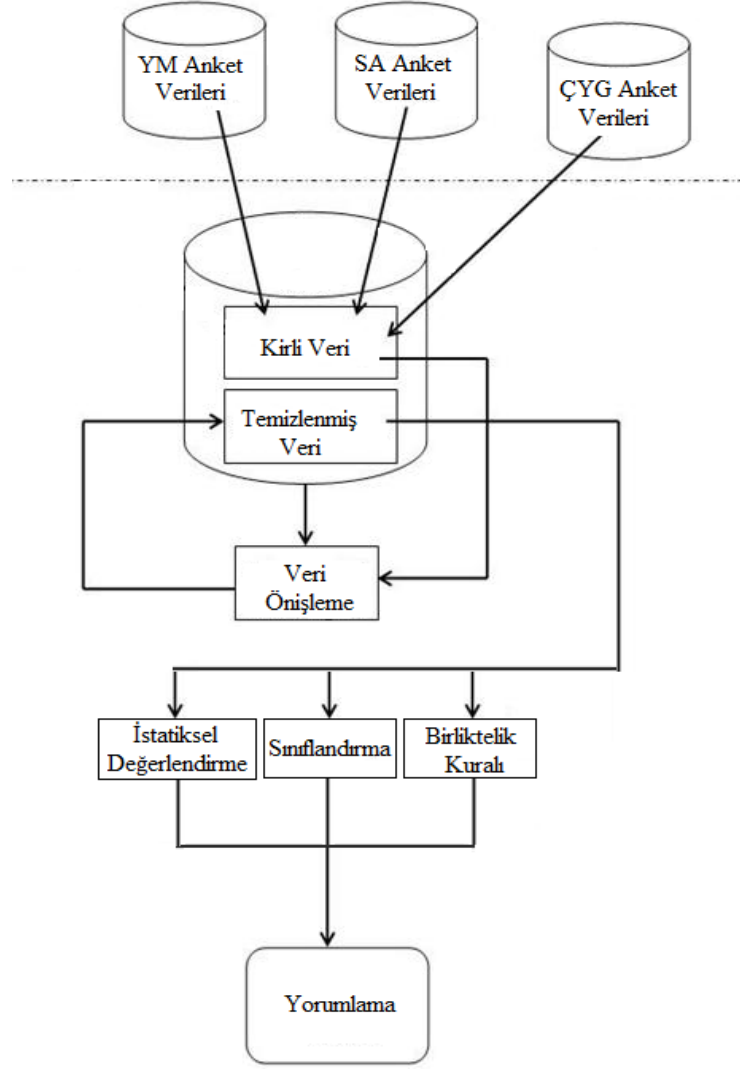 YM Anket
Verileri
SA Anket
Verileri
ÇYG Anket
Verileri
Kirli Veri
Temizlenmiş
Veri
Veri
Önişleme
İstatiksel
Değerlendirme
Sınıflandırma
Birliktelik
Kuralı
Yorumlama